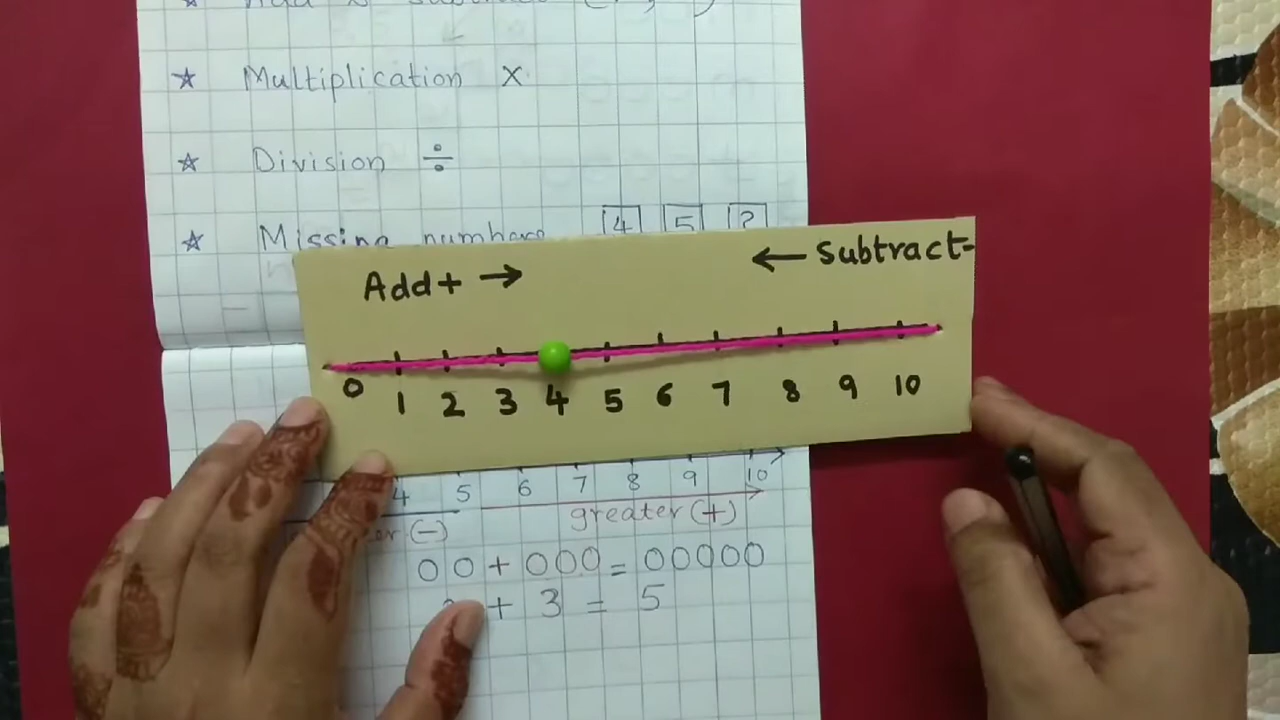 ☆ Multiplication ×
☆ Division ÷
☆ Missing 4 5 ?
Add+ → ← Subtract-
0 1 2 3 4 5 6 7 8 9 10
4 5 6 7 8 9 10
(-) greater (+)
00+000=00000
+ 3 = 5